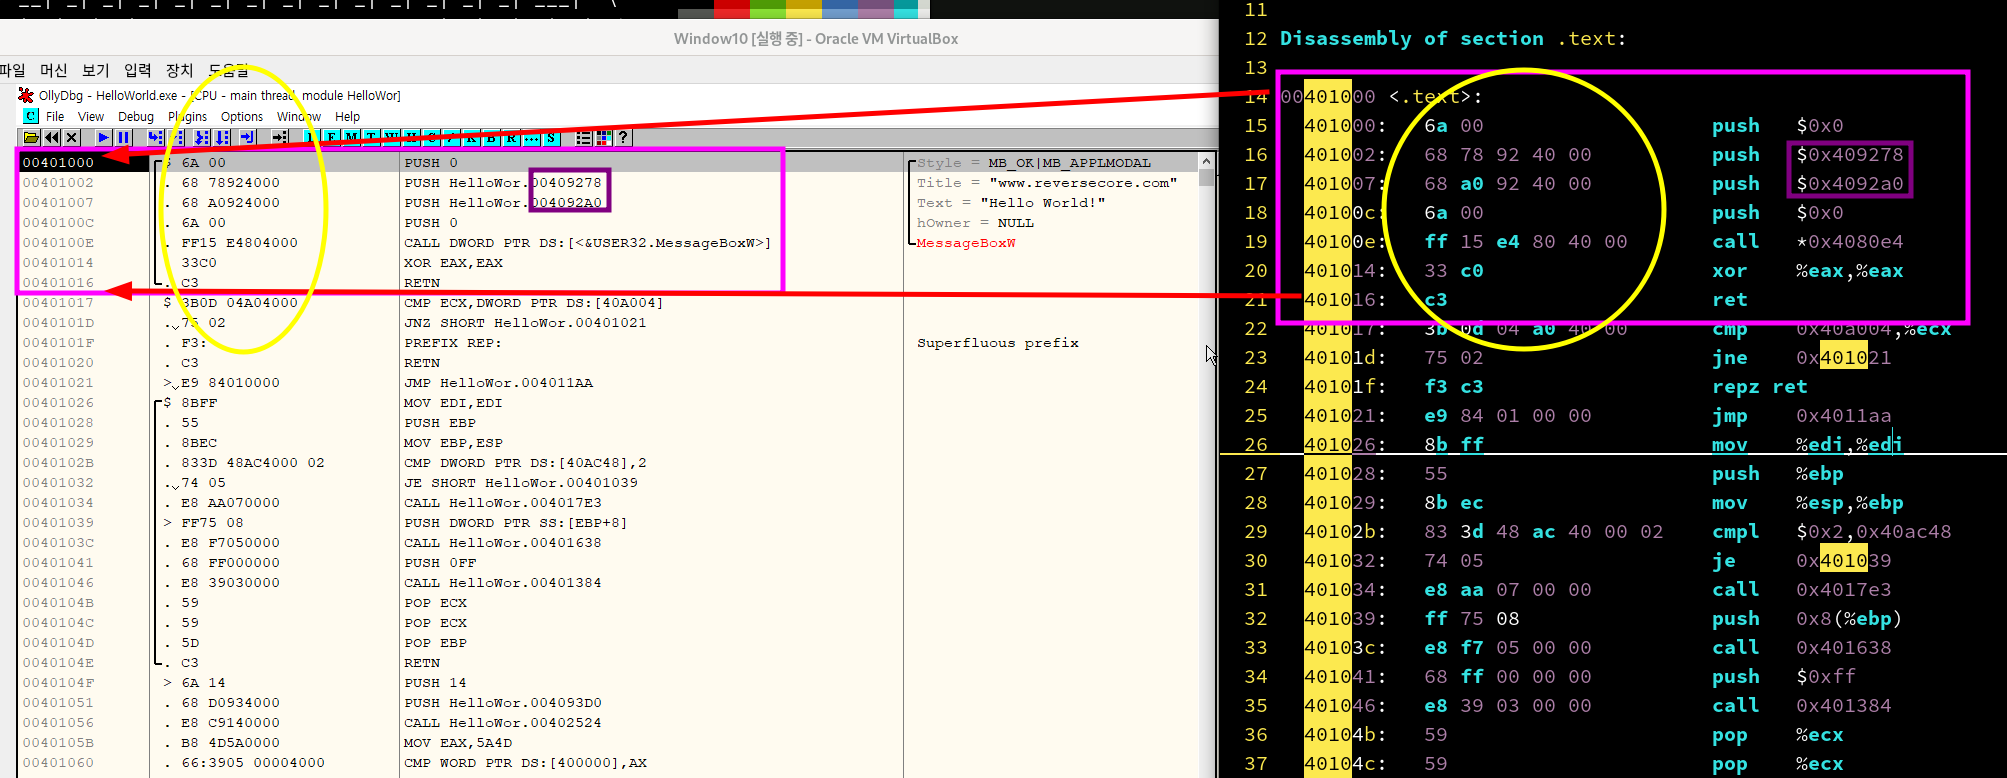 Window10 [실행 중] - Oracle VM VirtualBox
파일 머신 보기 입력 장치 도움말
OllyDbg - HelloWorld.exe - [CPU - main thread, module HelloWor]
C File View Debug Plugins Options Window Help
00401000 $ 6A 00 PUSH 0 Style = MB_OK|MB_APPLMODAL
00401002 . 68 78924000 PUSH HelloWor.00409278 Title = "www.reversecore.com"
00401007 . 68 A0924000 PUSH HelloWor.004092A0 Text = "Hello World!"
0040100C . 6A 00 PUSH 0 hOwner = NULL
0040100E . FF15 E4804000 CALL DWORD PTR DS:[<&USER32.MessageBoxW>] MessageBoxW
00401014 33C0 XOR EAX,EAX
00401016 . C3 RETN
00401017 $ 3B0D 04A04000 CMP ECX,DWORD PTR DS:[40A004]
0040101D . 75 02 JNZ SHORT HelloWor.00401021
0040101F . F3: PREFIX REP: Superfluous prefix
00401020 . C3 RETN
00401021 > E9 84010000 JMP HelloWor.004011AA
00401026 $ 8BFF MOV EDI,EDI
00401028 . 55 PUSH EBP
00401029 . 8BEC MOV EBP,ESP
0040102B . 833D 48AC4000 02 CMP DWORD PTR DS:[40AC48],2
00401032 . 74 05 JE SHORT HelloWor.00401039
00401034 . E8 AA070000 CALL HelloWor.004017E3
00401039 > FF75 08 PUSH DWORD PTR SS:[EBP+8]
0040103C . E8 F7050000 CALL HelloWor.00401638
00401041 . 68 FF000000 PUSH 0FF
00401046 . E8 39030000 CALL HelloWor.00401384
0040104B . 59 POP ECX
0040104C . 59 POP ECX
0040104D . 5D POP EBP
0040104E . C3 RETN
0040104F > 6A 14 PUSH 14
00401051 . 68 D0934000 PUSH HelloWor.004093D0
00401056 . E8 C9140000 CALL HelloWor.00402524
0040105B . B8 4D5A0000 MOV EAX,5A4D
00401060 . 66:3905 00004000 CMP WORD PTR DS:[400000],AX
11
12 Disassembly of section .text:
13
14 00401000 <.text>:
15 401000: 6a 00 push $0x0
16 401002: 68 78 92 40 00 push $0x409278
17 401007: 68 a0 92 40 00 push $0x4092a0
18 40100c: 6a 00 push $0x0
19 40100e: ff 15 e4 80 40 00 call *0x4080e4
20 401014: 33 c0 xor %eax,%eax
21 401016: c3 ret
22 401017: 3b 0d 04 a0 40 00 cmp 0x40a004,%ecx
23 40101d: 75 02 jne 0x401021
24 40101f: f3 c3 repz ret
25 401021: e9 84 01 00 00 jmp 0x4011aa
26 401026: 8b ff mov %edi,%edi
27 401028: 55 push %ebp
28 401029: 8b ec mov %esp,%ebp
29 40102b: 83 3d 48 ac 40 00 02 cmpl $0x2,0x40ac48
30 401032: 74 05 je 0x401039
31 401034: e8 aa 07 00 00 call 0x4017e3
32 401039: ff 75 08 push 0x8(%ebp)
33 40103c: e8 f7 05 00 00 call 0x401638
34 401041: 68 ff 00 00 00 push $0xff
35 401046: e8 39 03 00 00 call 0x401384
36 40104b: 59 pop %ecx
37 40104c: 59 pop %ecx